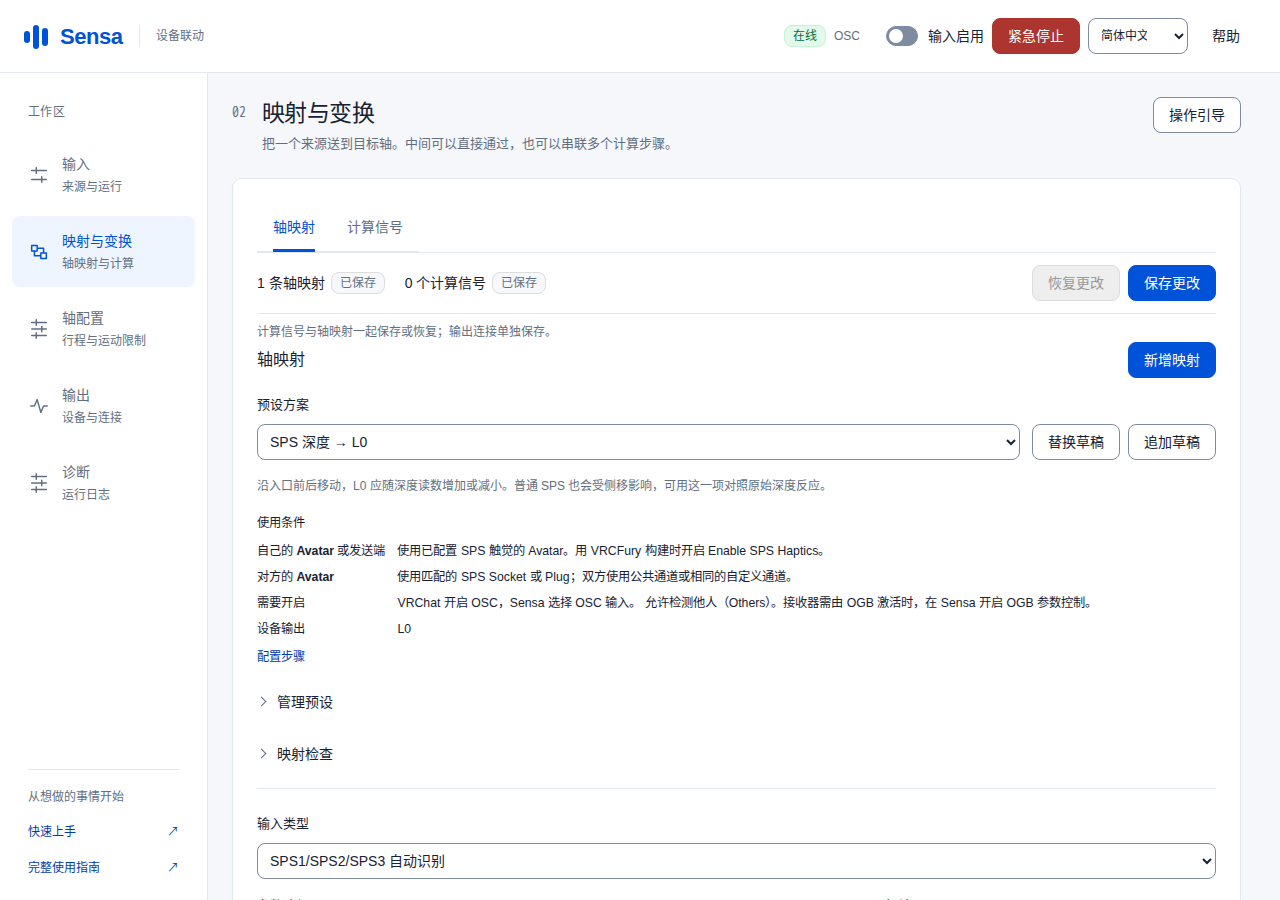 Sensa
设备联动
在线 OSC 输入启用 紧急停止 简体中文 帮助
工作区
输入
来源与运行
映射与变换
轴映射与计算
轴配置
行程与运动限制
输出
设备与连接
诊断
运行日志
从想做的事情开始
快速上手 ↗
完整使用指南 ↗
02 映射与变换
操作引导
把一个来源送到目标轴。中间可以直接通过，也可以串联多个计算步骤。
轴映射 计算信号
1 条轴映射 已保存 0 个计算信号 已保存 恢复更改 保存更改
计算信号与轴映射一起保存或恢复；输出连接单独保存。
轴映射 新增映射
预设方案
SPS 深度 → L0 替换草稿 追加草稿
沿入口前后移动，L0 应随深度读数增加或减小。普通 SPS 也会受侧移影响，可用这一项对照原始深度反应。
使用条件
自己的 Avatar 或发送端 使用已配置 SPS 触觉的 Avatar。用 VRCFury 构建时开启 Enable SPS Haptics。
对方的 Avatar 使用匹配的 SPS Socket 或 Plug；双方使用公共通道或相同的自定义通道。
需要开启 VRChat 开启 OSC，Sensa 选择 OSC 输入。 允许检测他人（Others）。接收器需由 OGB 激活时，在 Sensa 开启 OGB 参数控制。
设备输出 L0
配置步骤
管理预设
映射检查
输入类型
SPS1/SPS2/SPS3 自动识别